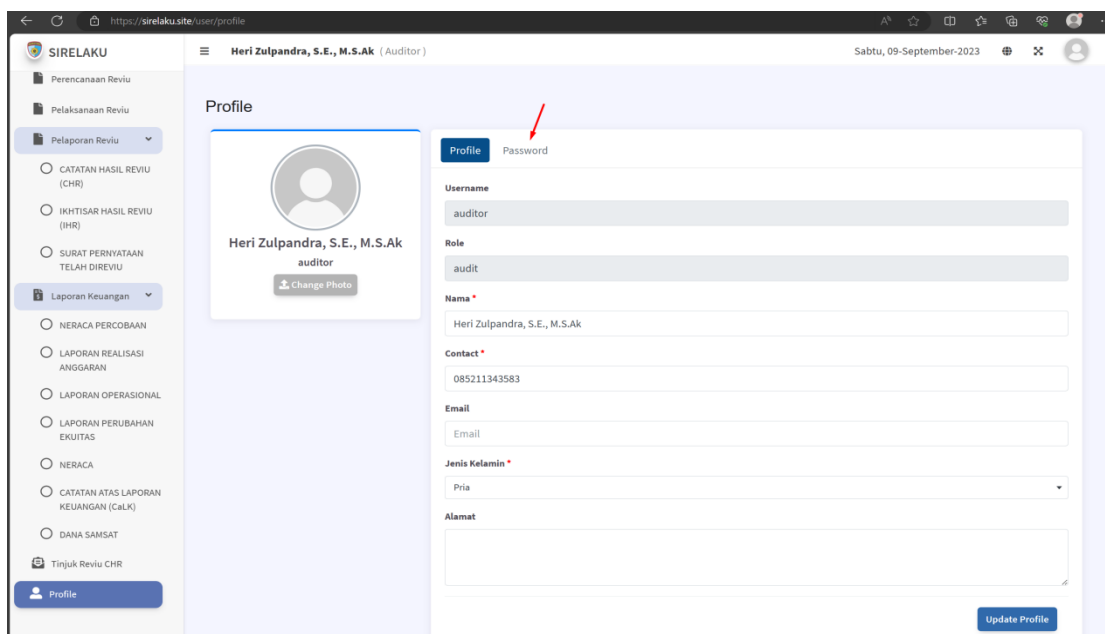 https://sirelaku.site/user/profile
SIRELAKU
Heri Zulpandra, S.E., M.S.Ak (Auditor)
Sabtu, 09-September-2023
Perencanaan Reviu
Pelaksanaan Reviu
Pelaporan Reviu
CATATAN HASIL REVIU
(CHR)
IKHTISAR HASIL REVIU
(IHR)
SURAT PERNYATAAN
TELAH DIREVIU
Laporan Keuangan
NERACA PERCOBAAN
LAPORAN REALISASI
ANGGARAN
LAPORAN OPERASIONAL
LAPORAN PERUBAHAN
EKUITAS
NERACA
CATATAN ATAS LAPORAN
KEUANGAN (CaLK)
DANA SAMSAT
Tinjuk Reviu CHR
Profile
Profile
Heri Zulpandra, S.E., M.S.Ak
auditor
Change Photo
Profile Password
Username
auditor
Role
audit
Nama *
Heri Zulpandra, S.E., M.S.Ak
Contact *
085211343583
Email
Email
Jenis Kelamin *
Pria
Alamat
Update Profile